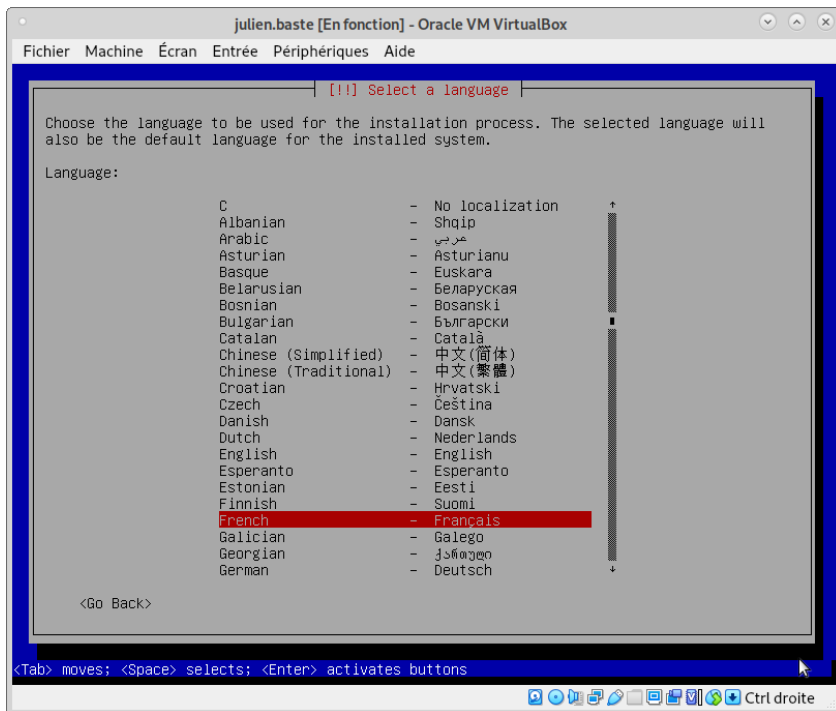 julien.baste [En fonction] - Oracle VM VirtualBox
Fichier Machine Écran Entrée Périphériques Aide
[!!] Select a language
Choose the language to be used for the installation process. The selected language will
also be the default language for the installed system.
Language:
C - No localization
Albanian - Shqip
Arabic - عربي
Asturian - Asturianu
Basque - Euskara
Belarusian - Беларуская
Bosnian - Bosanski
Bulgarian - Български
Catalan - Català
Chinese (Simplified) - 中文(简体)
Chinese (Traditional) - 中文(繁體)
Croatian - Hrvatski
Czech - Čeština
Danish - Dansk
Dutch - Nederlands
English - English
Esperanto - Esperanto
Estonian - Eesti
Finnish - Suomi
French - Français
Galician - Galego
Georgian - ქართული
German - Deutsch
<Go Back>
<Tab> moves; <Space> selects; <Enter> activates buttons
Ctrl droite